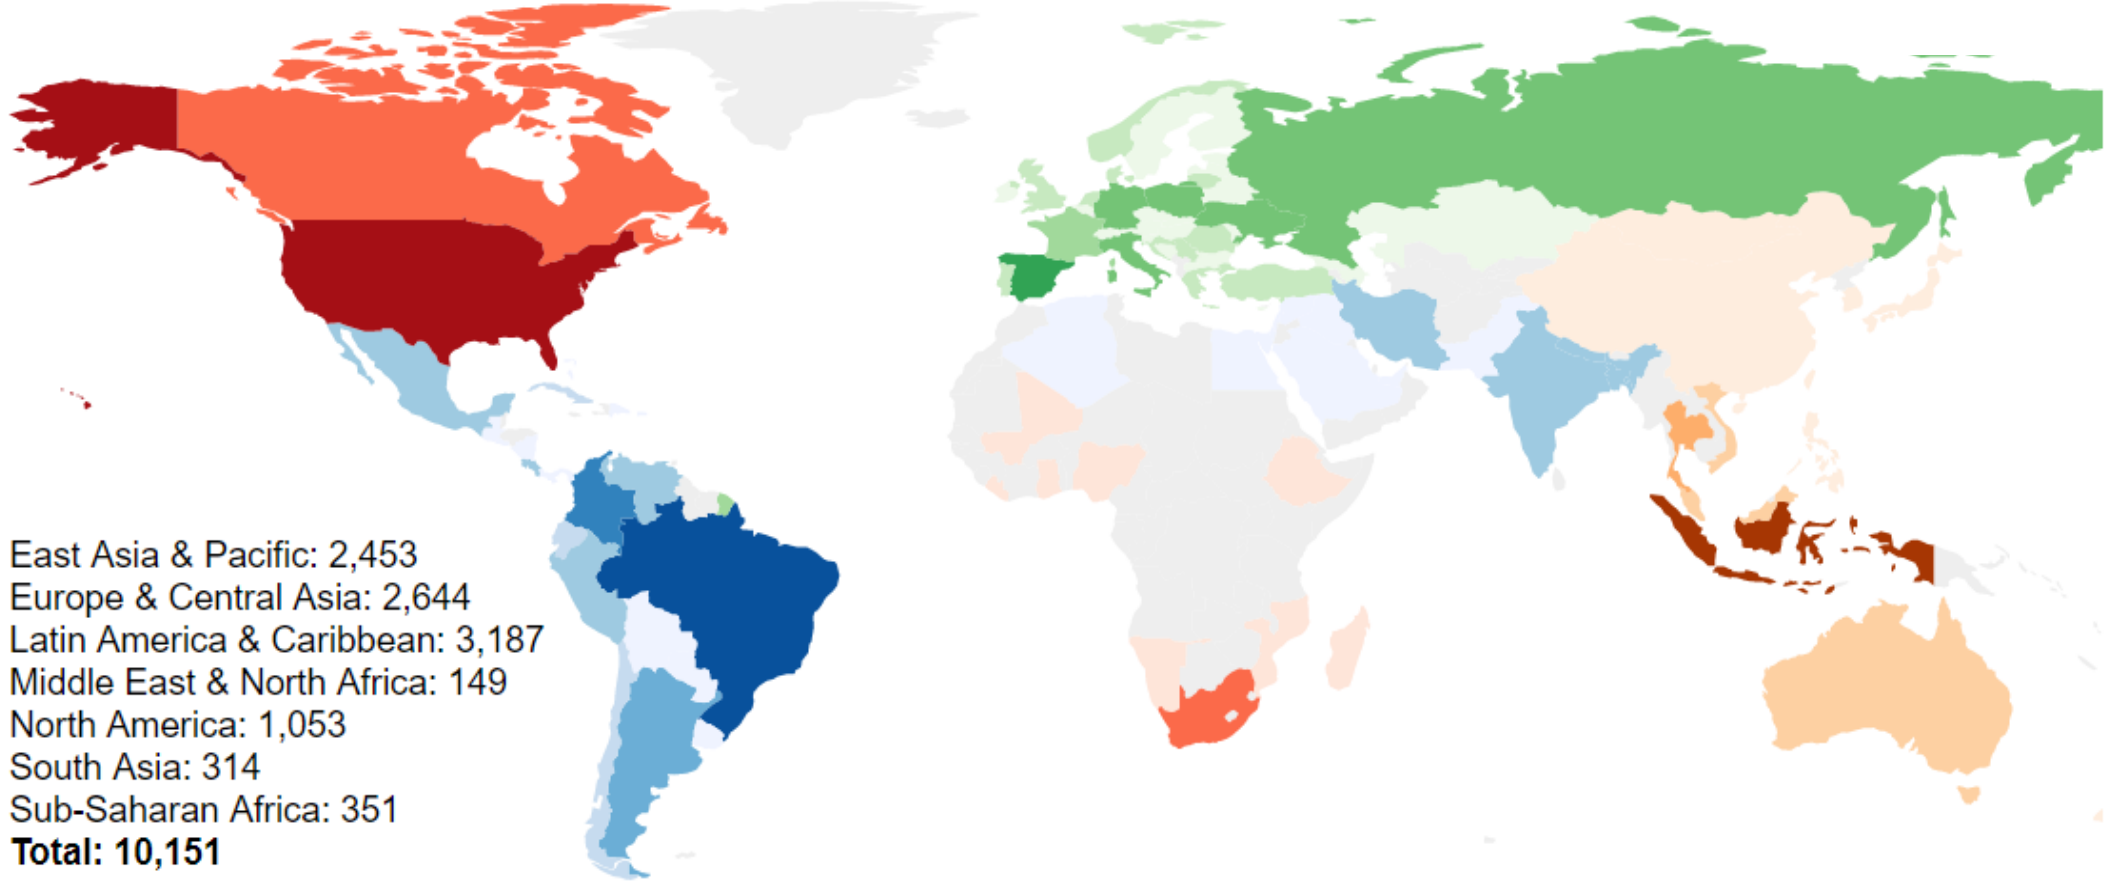 East Asia & Pacific: 2,453
Europe & Central Asia: 2,644
Latin America & Caribbean: 3,187
Middle East & North Africa: 149
North America: 1,053
South Asia: 314
Sub-Saharan Africa: 351
Total: 10,151